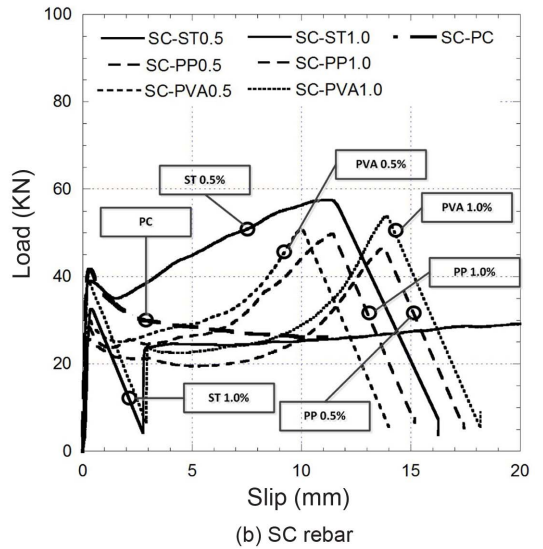 100
80
60
40
20
0
Load (KN)
SC-ST0.5 SC-ST1.0 SC-PC
SC-PP0.5 SC-PP1.0
SC-PVA0.5 SC-PVA1.0
ST 0.5%
PVA 0.5%
PC
PVA 1.0%
PP 1.0%
ST 1.0%
PP 0.5%
0 5 10 15 20
Slip (mm)
(b) SC rebar